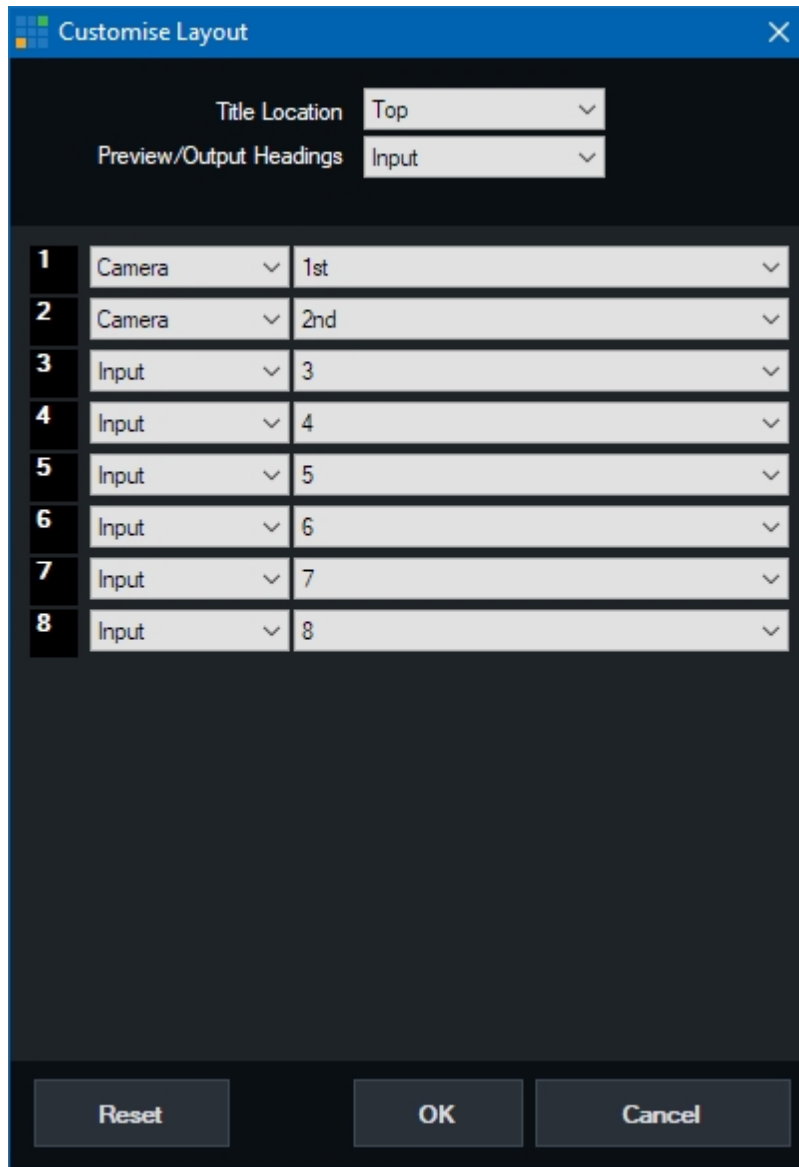 Customise Layout
Title Location Top
Preview/Output Headings Input
1 Camera 1st
2 Camera 2nd
3 Input 3
4 Input 4
5 Input 5
6 Input 6
7 Input 7
8 Input 8
Reset OK Cancel